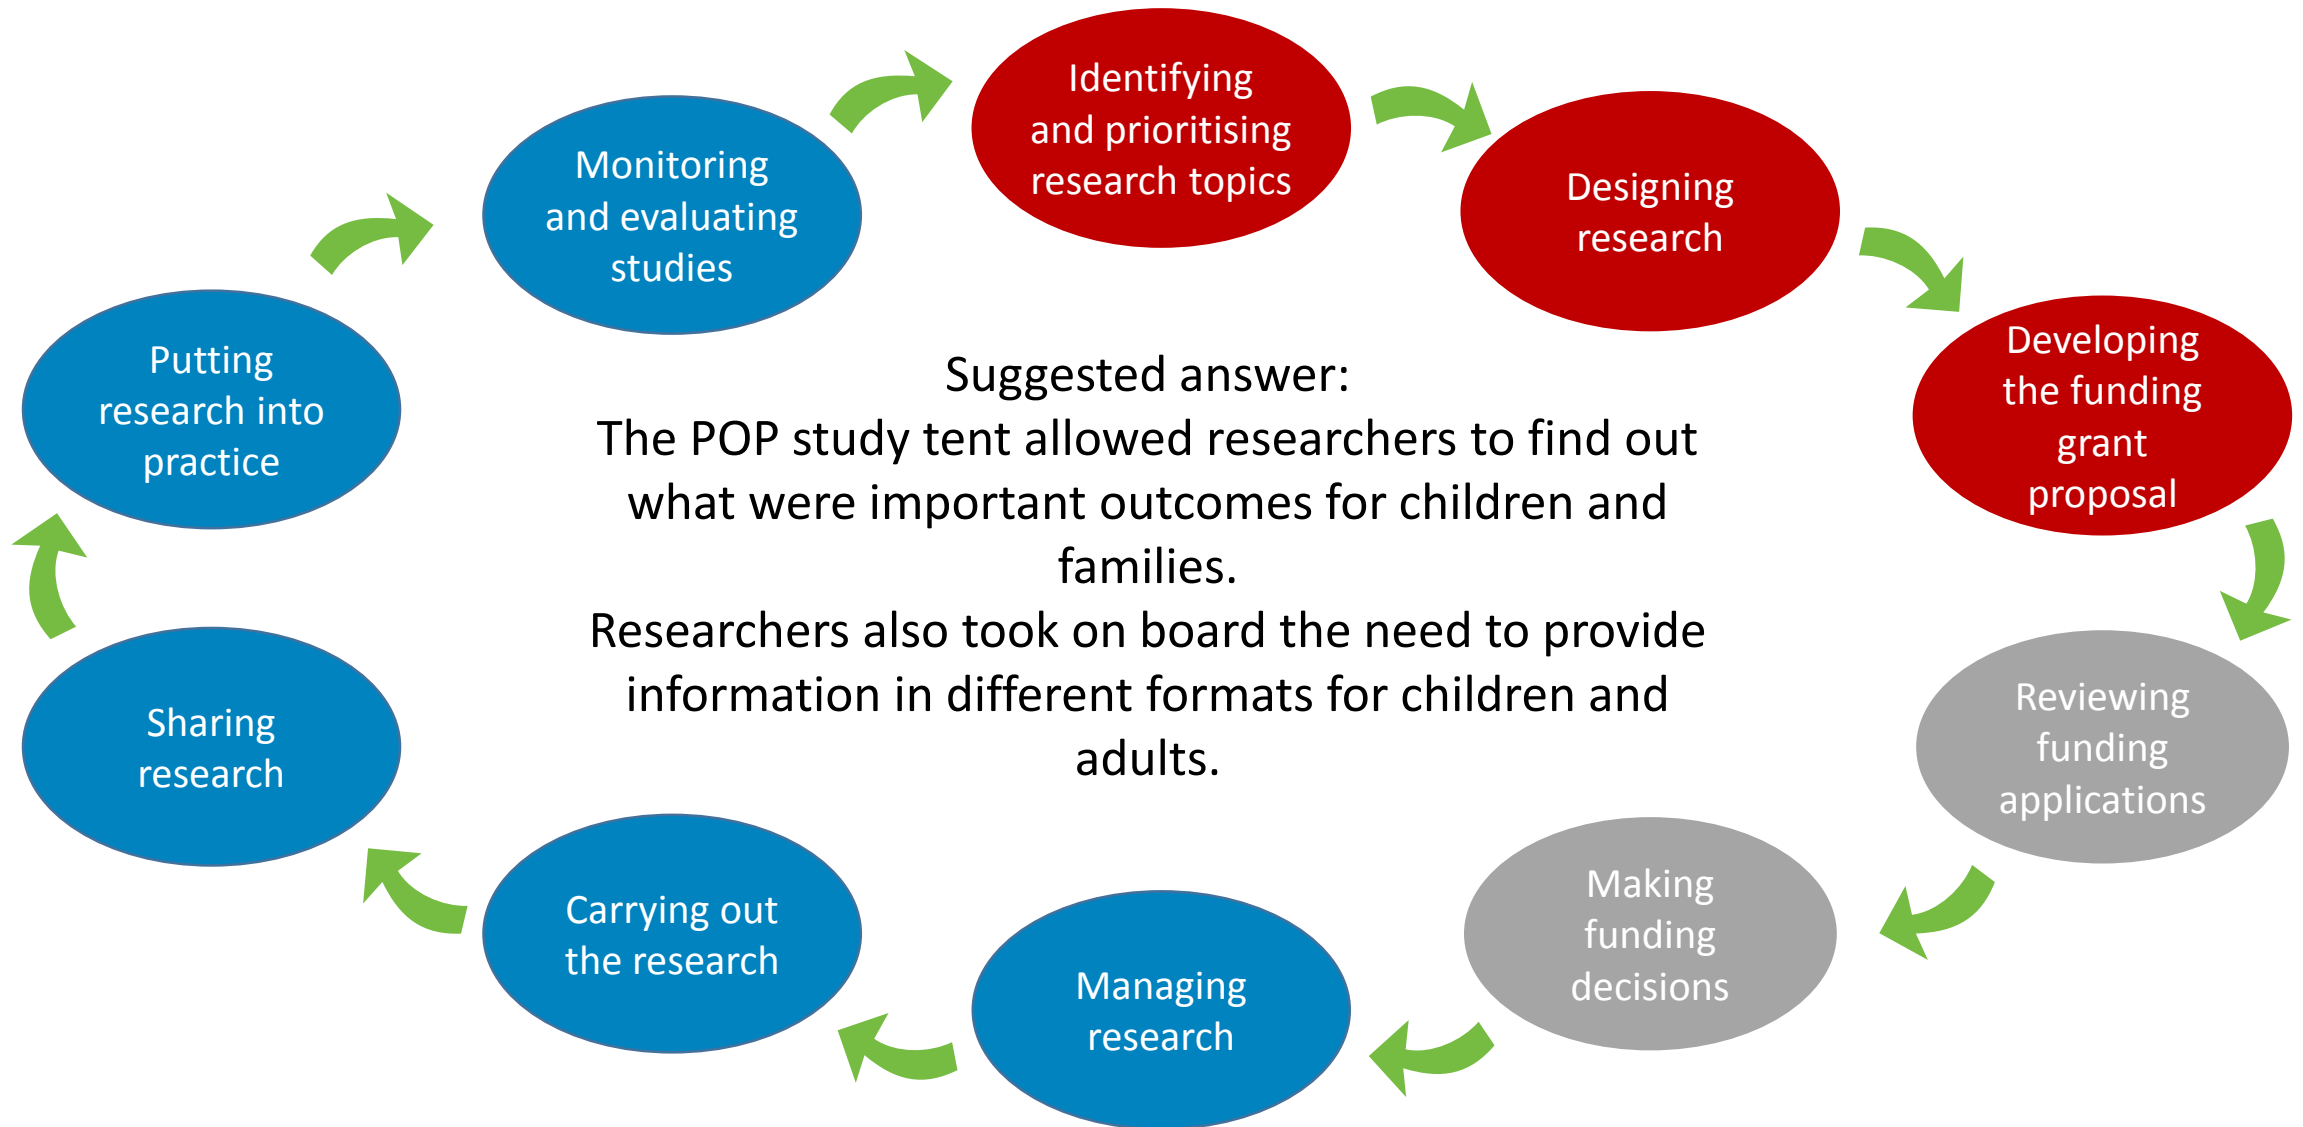 Identifying
and prioritising
research topics
Designing
research
Developing
the funding
grant
proposal
Reviewing
funding
applications
Making
funding
decisions
Managing
research
Carrying out
the research
Sharing
research
Putting
research into
practice
Monitoring
and evaluating
studies
Suggested answer:
The POP study tent allowed researchers to find out
what were important outcomes for children and
families.
Researchers also took on board the need to provide
information in different formats for children and
adults.